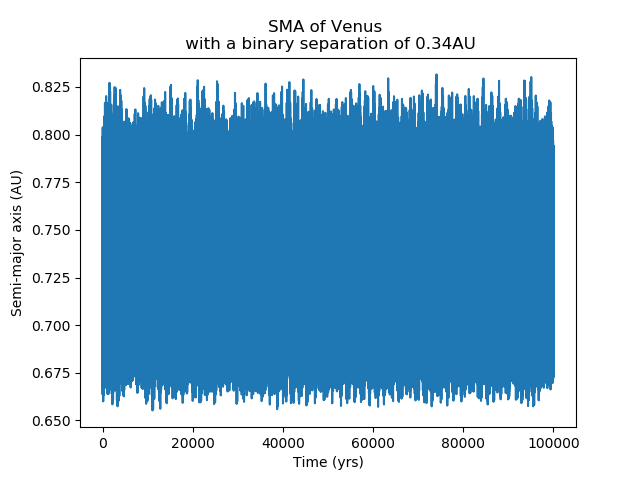 SMA of Venus
with a binary separation of 0.34AU
0.825
0.800
0.775
0.750
0.725
0.700
0.675
0.650
Semi-major axis (AU)
0 20000 40000 60000 80000 100000
Time (yrs)